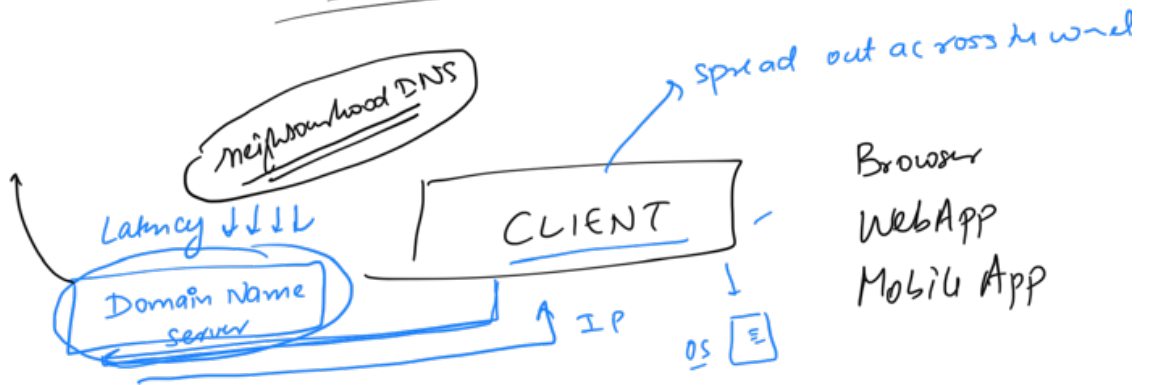 spread out across the world
neighbourhood DNS
Browser
Latency
CLIENT
WebApp
Domain Name
server
Mobile App
IP
OS